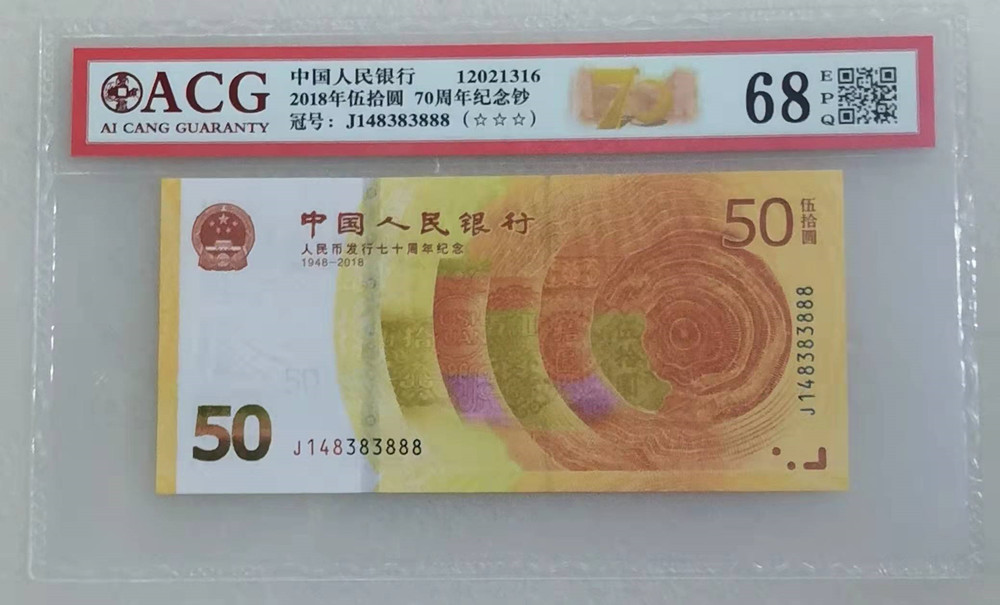 ACG
AI CANG GUARANTY
中国人民银行 12021316
2018年伍拾圆 70周年纪念钞
冠号：J148383888（☆☆☆）
70
68
EPQ
中国人民银行
人民币发行七十周年纪念
1948-2018
50
伍拾圆
J148383888
50
J148383888